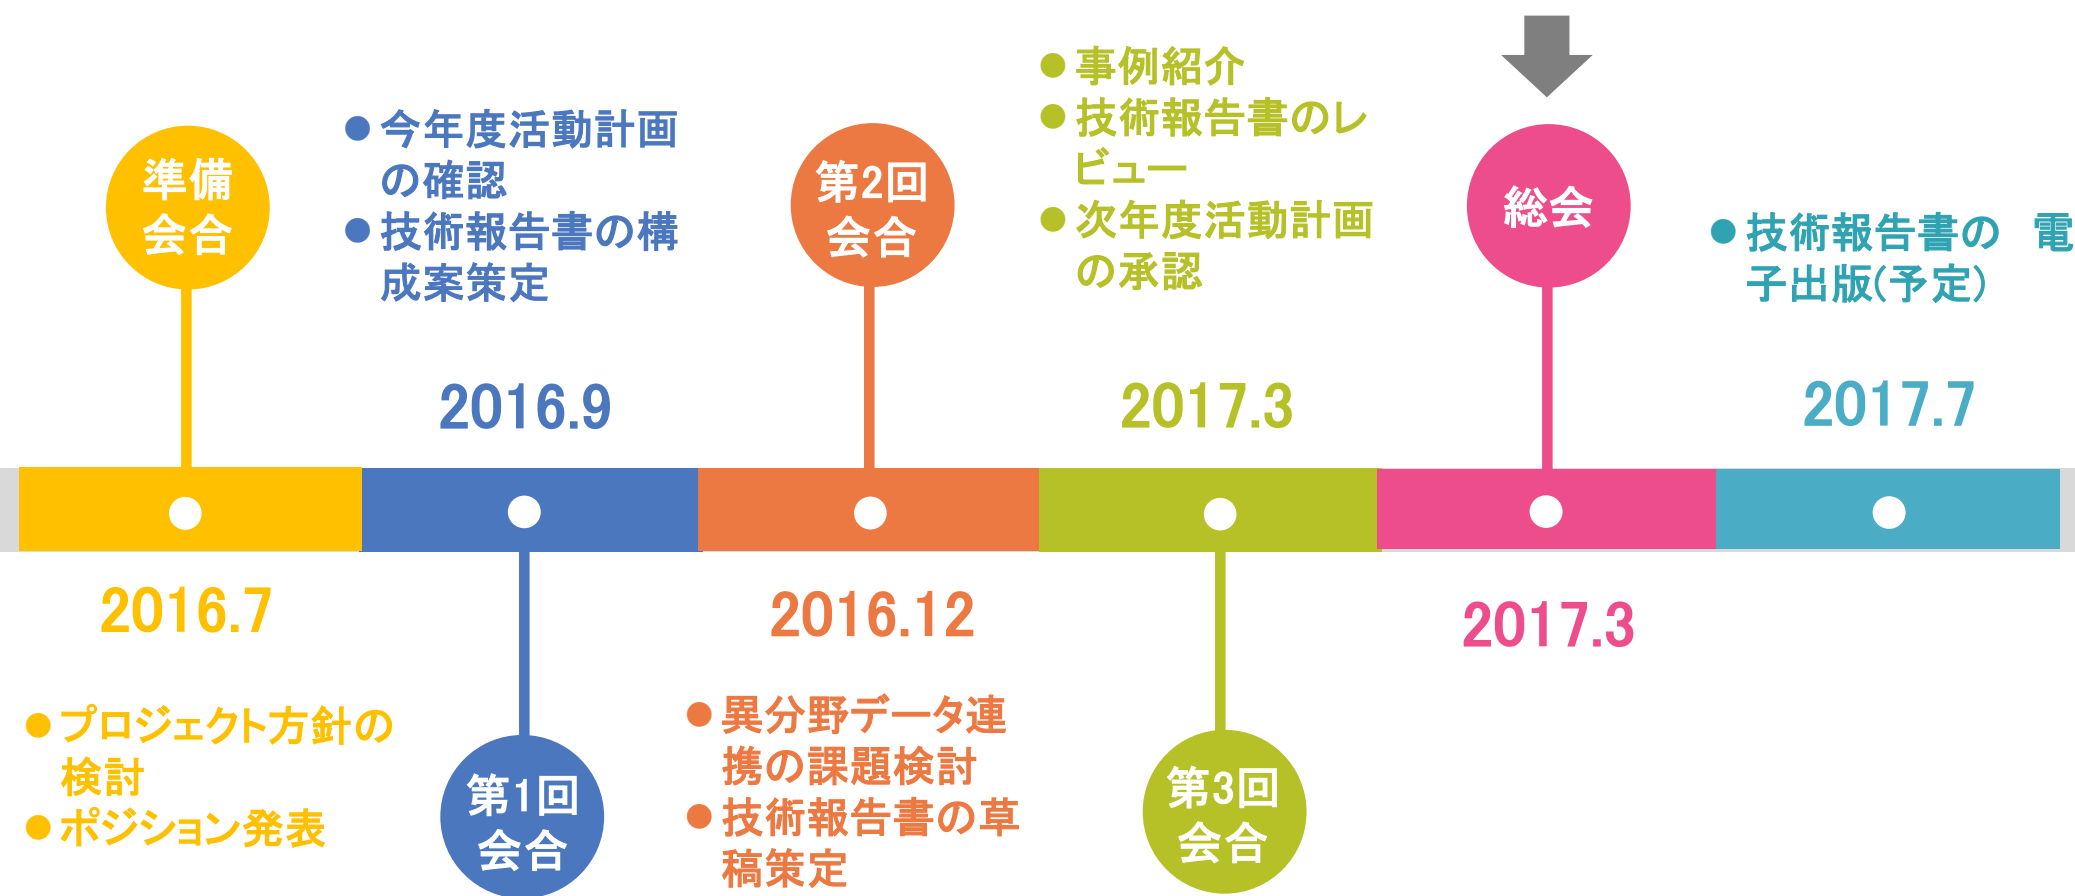 準備
会合
2016.7
●プロジェクト方針の
検討
●ポジション発表
●今年度活動計画
の確認
●技術報告書の構
成案策定
2016.9
第1回
会合
第2回
会合
2016.12
●異分野データ連
携の課題検討
●技術報告書の草
稿策定
●事例紹介
●技術報告書のレ
ビュー
●次年度活動計画
の承認
2017.3
第3回
会合
総会
2017.3
●技術報告書の　電
子出版(予定)
2017.7